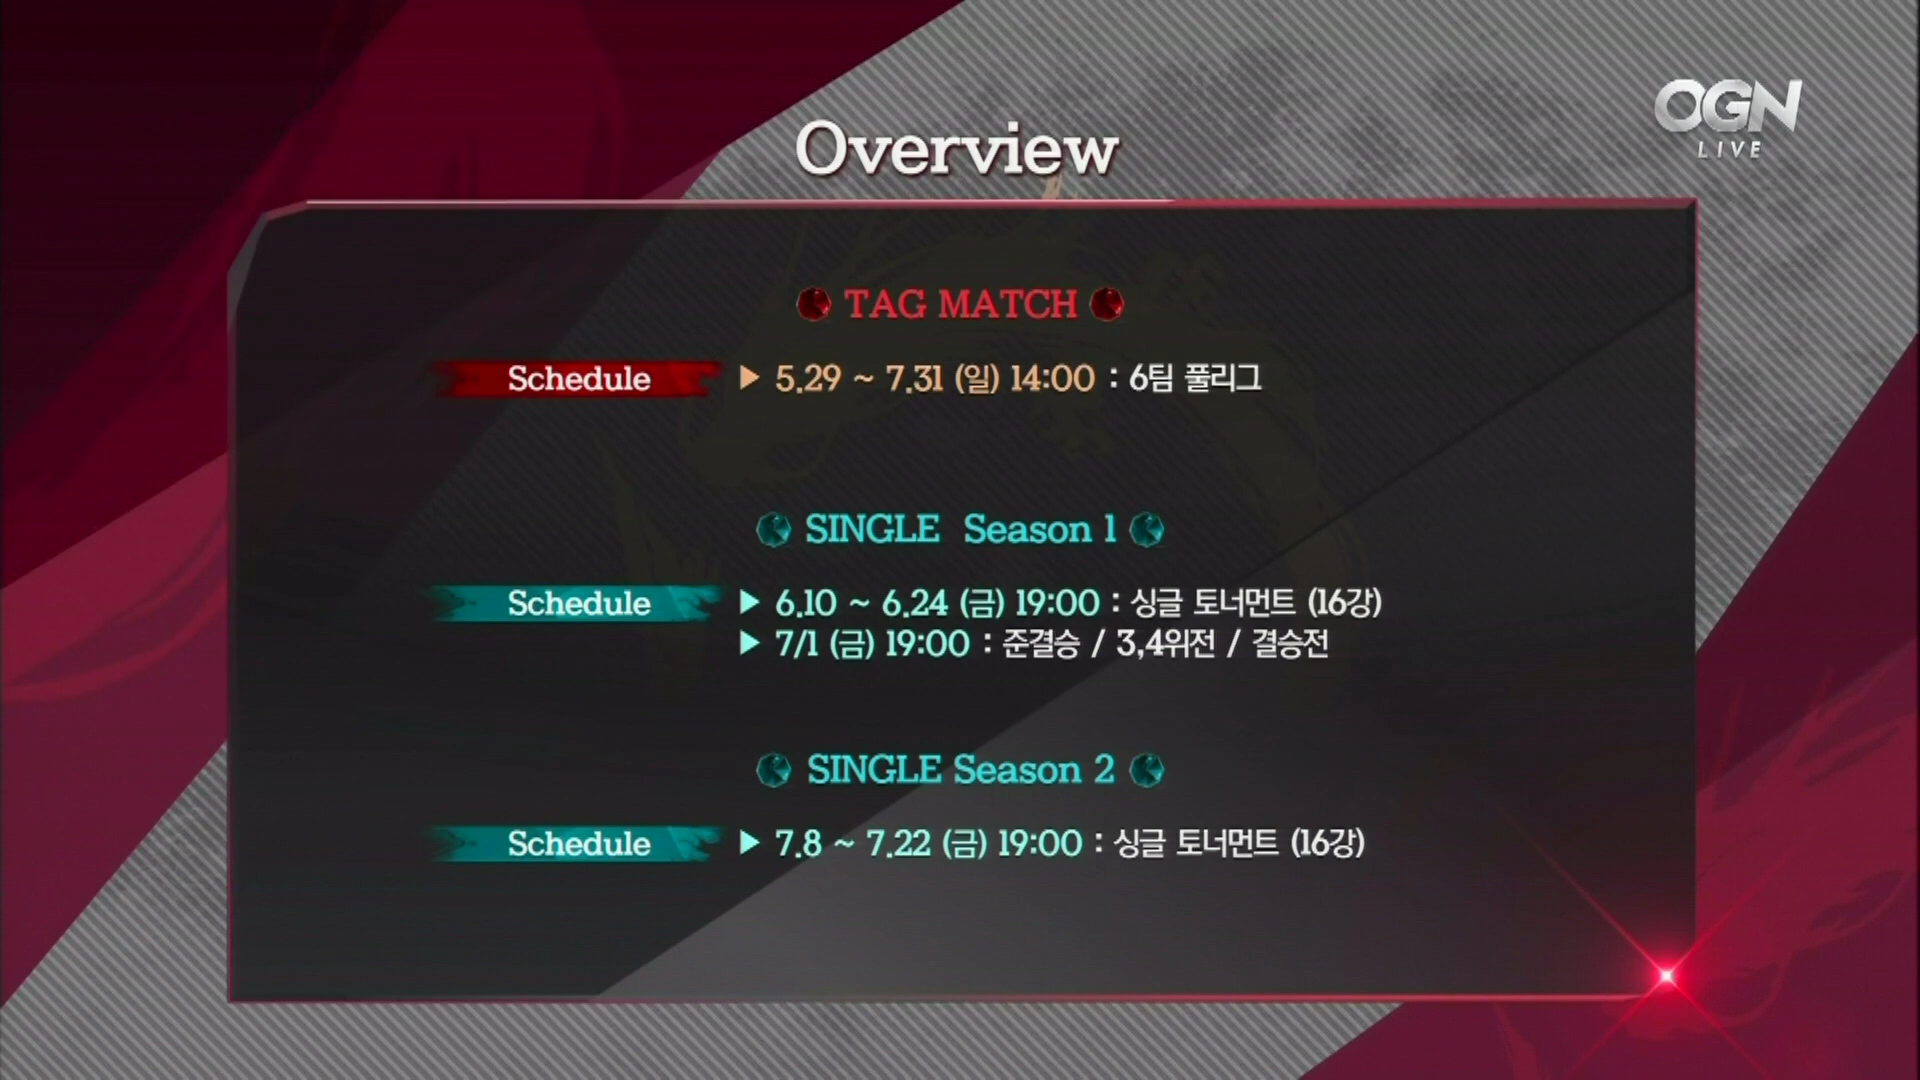 OGN
LIVE
Overview
TAG MATCH
Schedule ▶ 5.29 ~ 7.31 (일) 14:00 : 6팀 풀리그
SINGLE Season 1
Schedule ▶ 6.10 ~ 6.24 (금) 19:00 : 싱글 토너먼트 (16강)
▶ 7/1 (금) 19:00 : 준결승 / 3,4위전 / 결승전
SINGLE Season 2
Schedule ▶ 7.8 ~ 7.22 (금) 19:00 : 싱글 토너먼트 (16강)